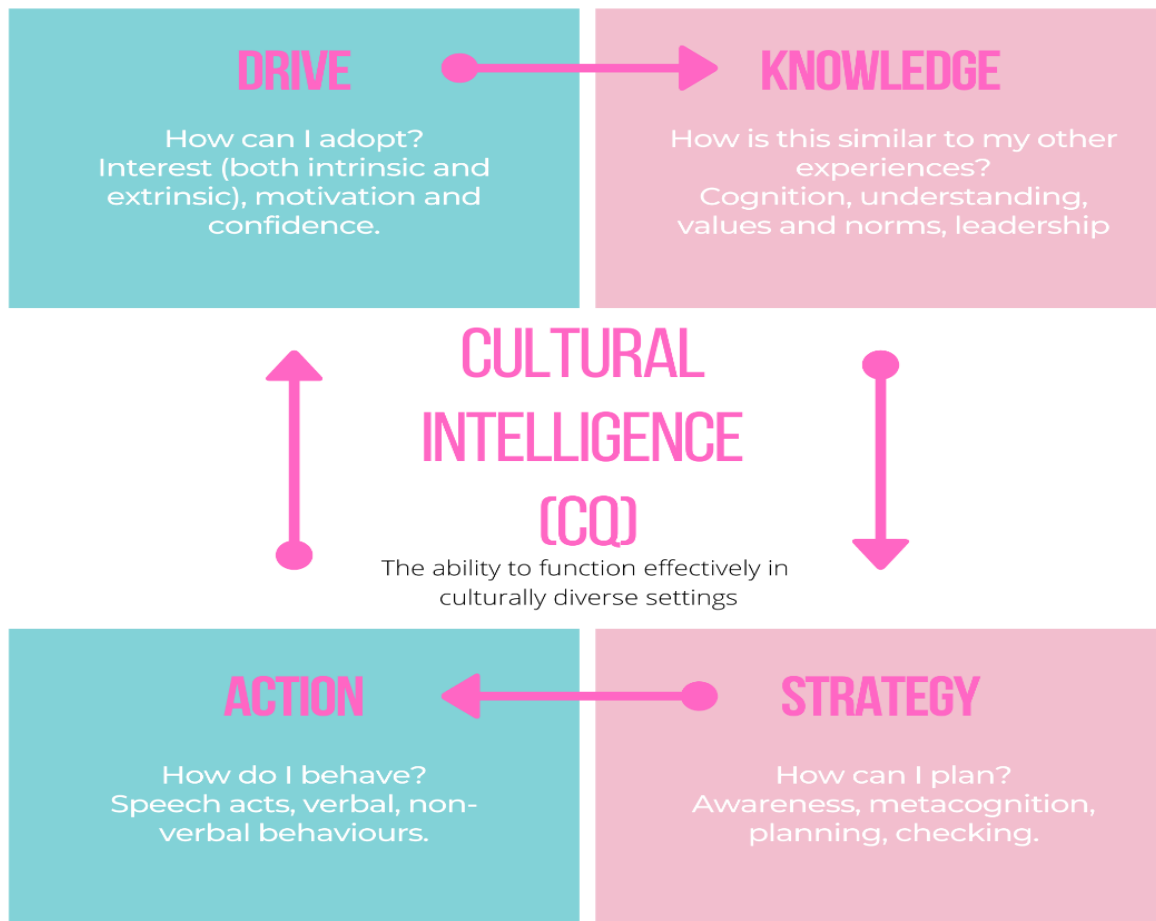 DRIVE
How can I adopt?
Interest (both intrinsic and
extrinsic), motivation and
confidence.
KNOWLEDGE
How is this similar to my other
experiences?
Cognition, understanding,
values and norms, leadership
CULTURAL
INTELLIGENCE
(CQ)
The ability to function effectively in
culturally diverse settings
ACTION
How do I behave?
Speech acts, verbal, non-
verbal behaviours.
STRATEGY
How can I plan?
Awareness, metacognition,
planning, checking.